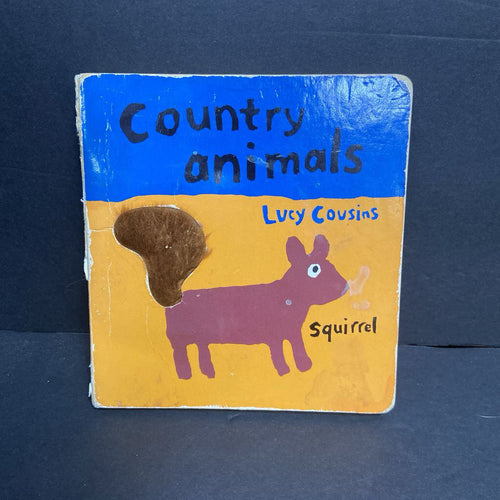 Country
animals
Lucy Cousins
squirrel